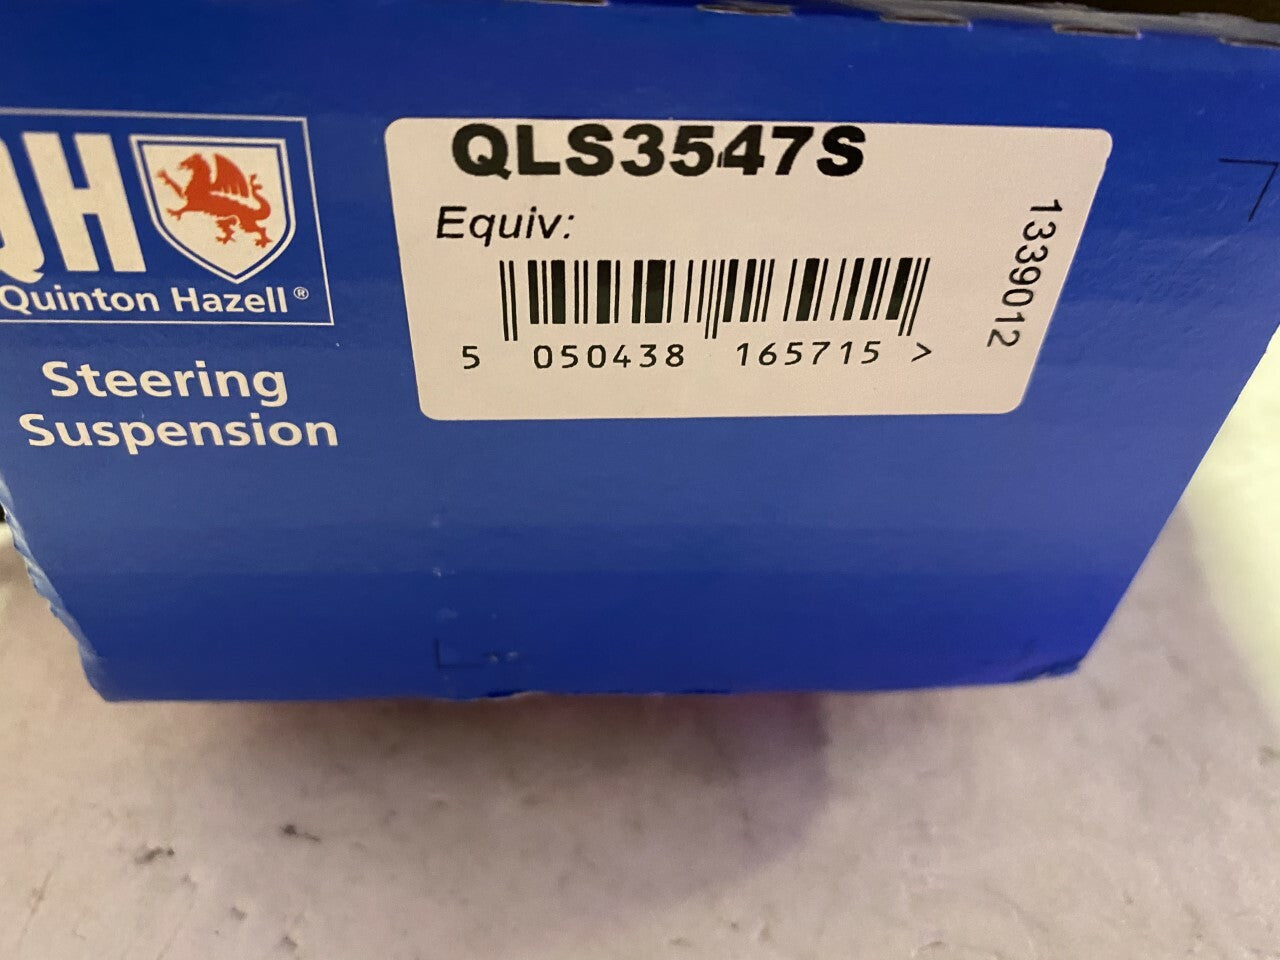 QH
Quinton Hazell®
Steering
Suspension
QLS3547S
Equiv:
5 050438 165715 >
1339012